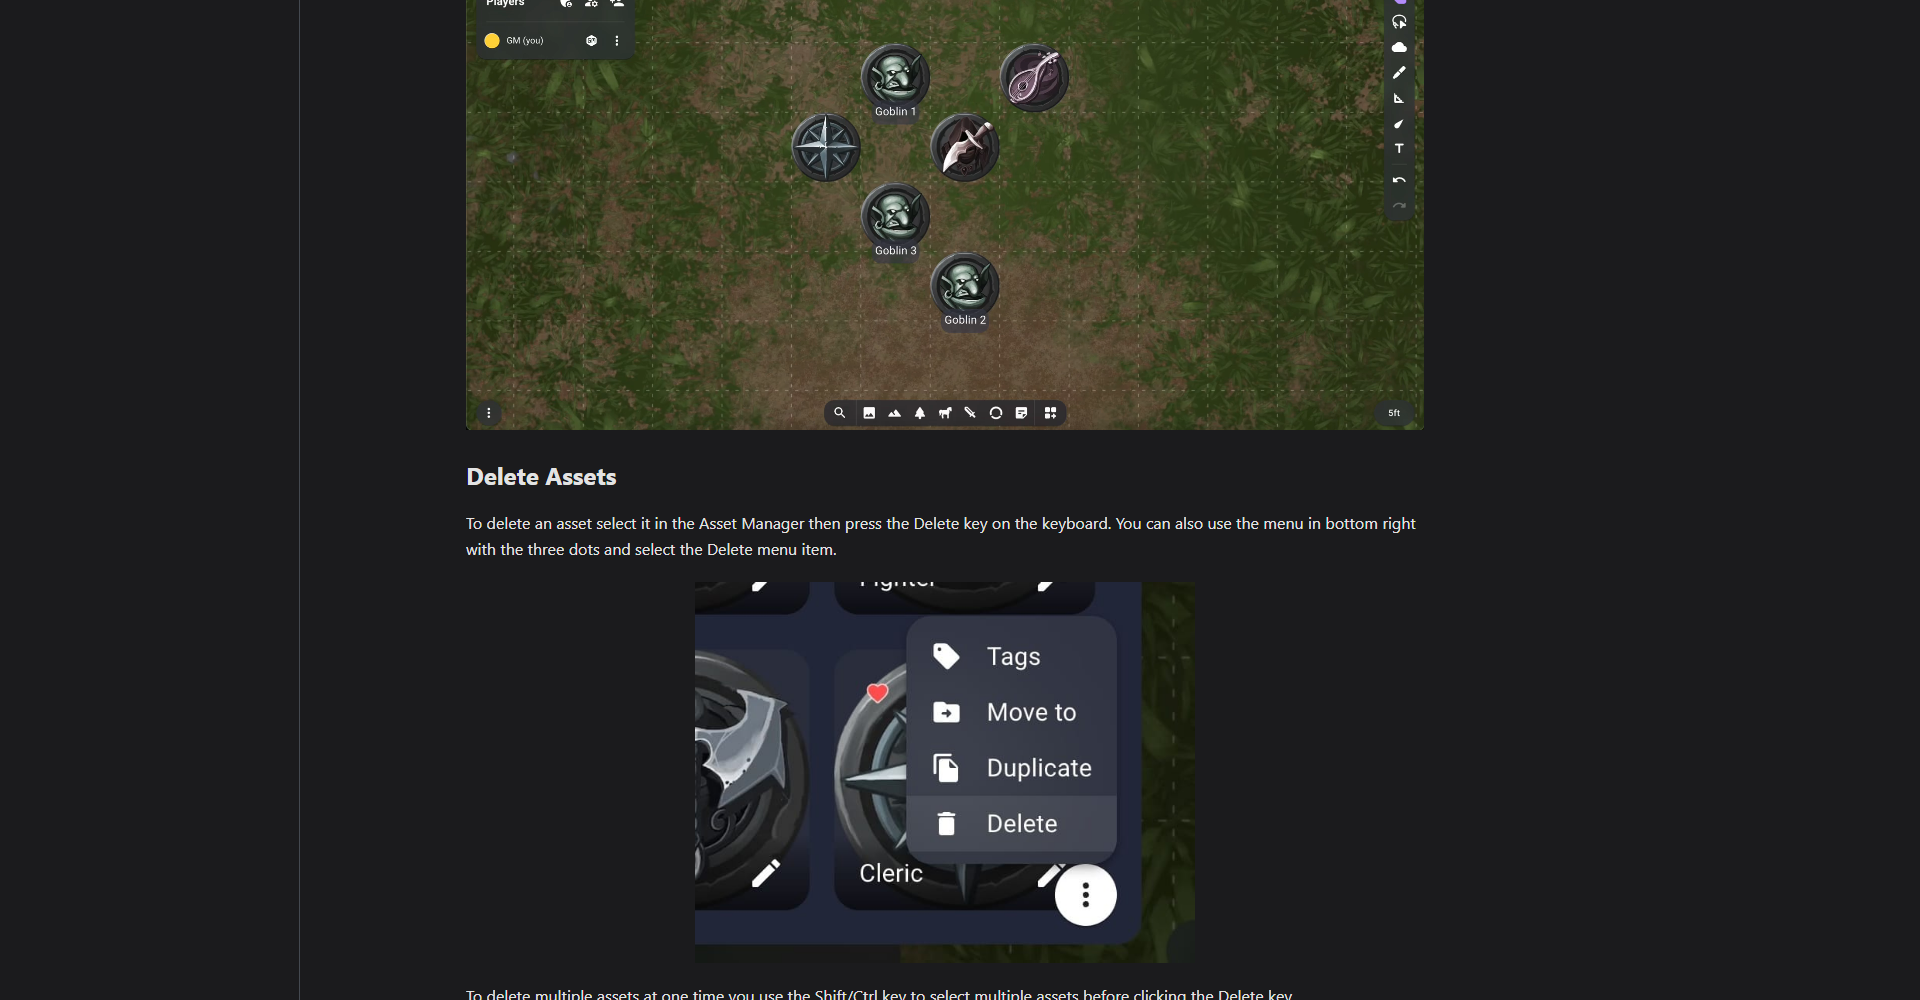 Players
GM (you)
Goblin 1
Goblin 3
Goblin 2
T
5ft
Delete Assets
To delete an asset select it in the Asset Manager then press the Delete key on the keyboard. You can also use the menu in bottom right
with the three dots and select the Delete menu item.
Fighter
Tags
Move to
Duplicate
Delete
Cleric
To delete multiple assets at one time you use the Shift/Ctrl key to select multiple assets before clicking the Delete key